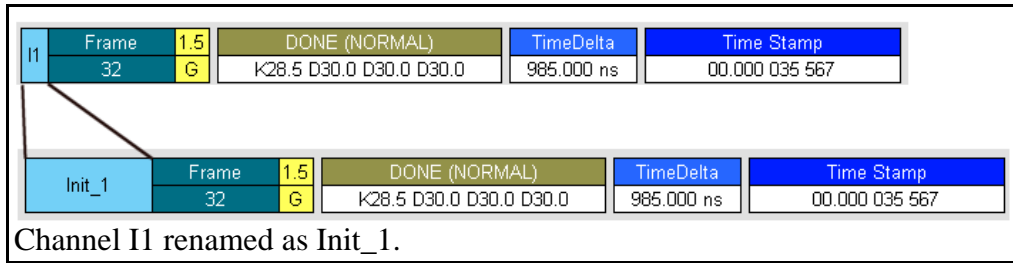 I1 Frame 1.5 DONE (NORMAL) TimeDelta Time Stamp
32 G K28.5 D30.0 D30.0 D30.0 985.000 ns 00.000 035 567
Init_1 Frame 1.5 DONE (NORMAL) TimeDelta Time Stamp
32 G K28.5 D30.0 D30.0 D30.0 985.000 ns 00.000 035 567
Channel I1 renamed as Init_1.